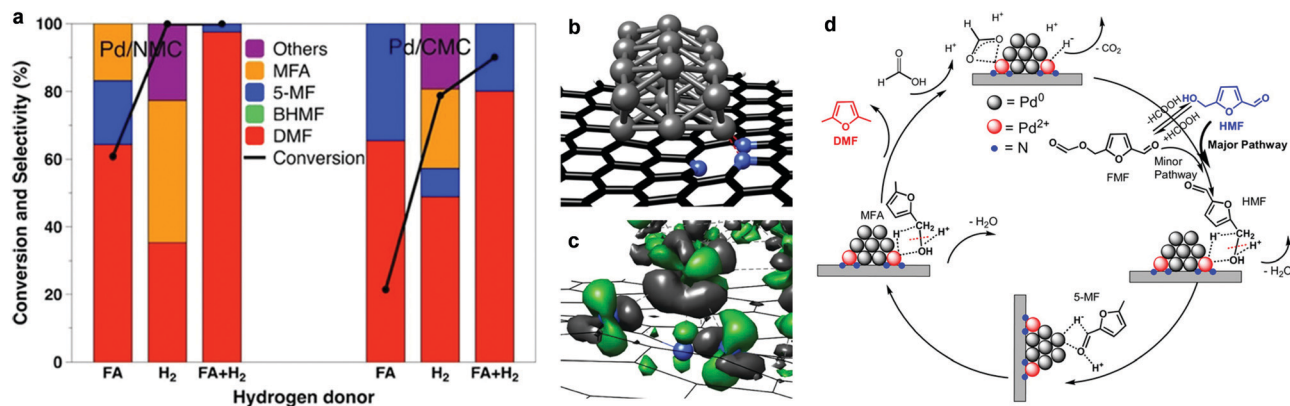 a
100
80
60
40
20
0
Conversion and Selectivity (%)
Pd/NMC
Pd/CMC
Others
MFA
5-MF
BHMF
DMF
Conversion
FA
H2
FA+H2
FA
H2
FA+H2
Hydrogen donor
b
c
d
H+
O
O
H+
H-
- CO2
H+
O
H
OH
DMF
O
= Pd0
= Pd2+
= N
-HCOOH
+HCOOH
HO
O
O
HMF
Major Pathway
O
O
O
O
FMF
Minor
Pathway
O
O
HMF
H-
CH2
H+
OH
- H2O
5-MF
H-
O
O
H+
MFA
O
H-
CH2
H+
OH
- H2O